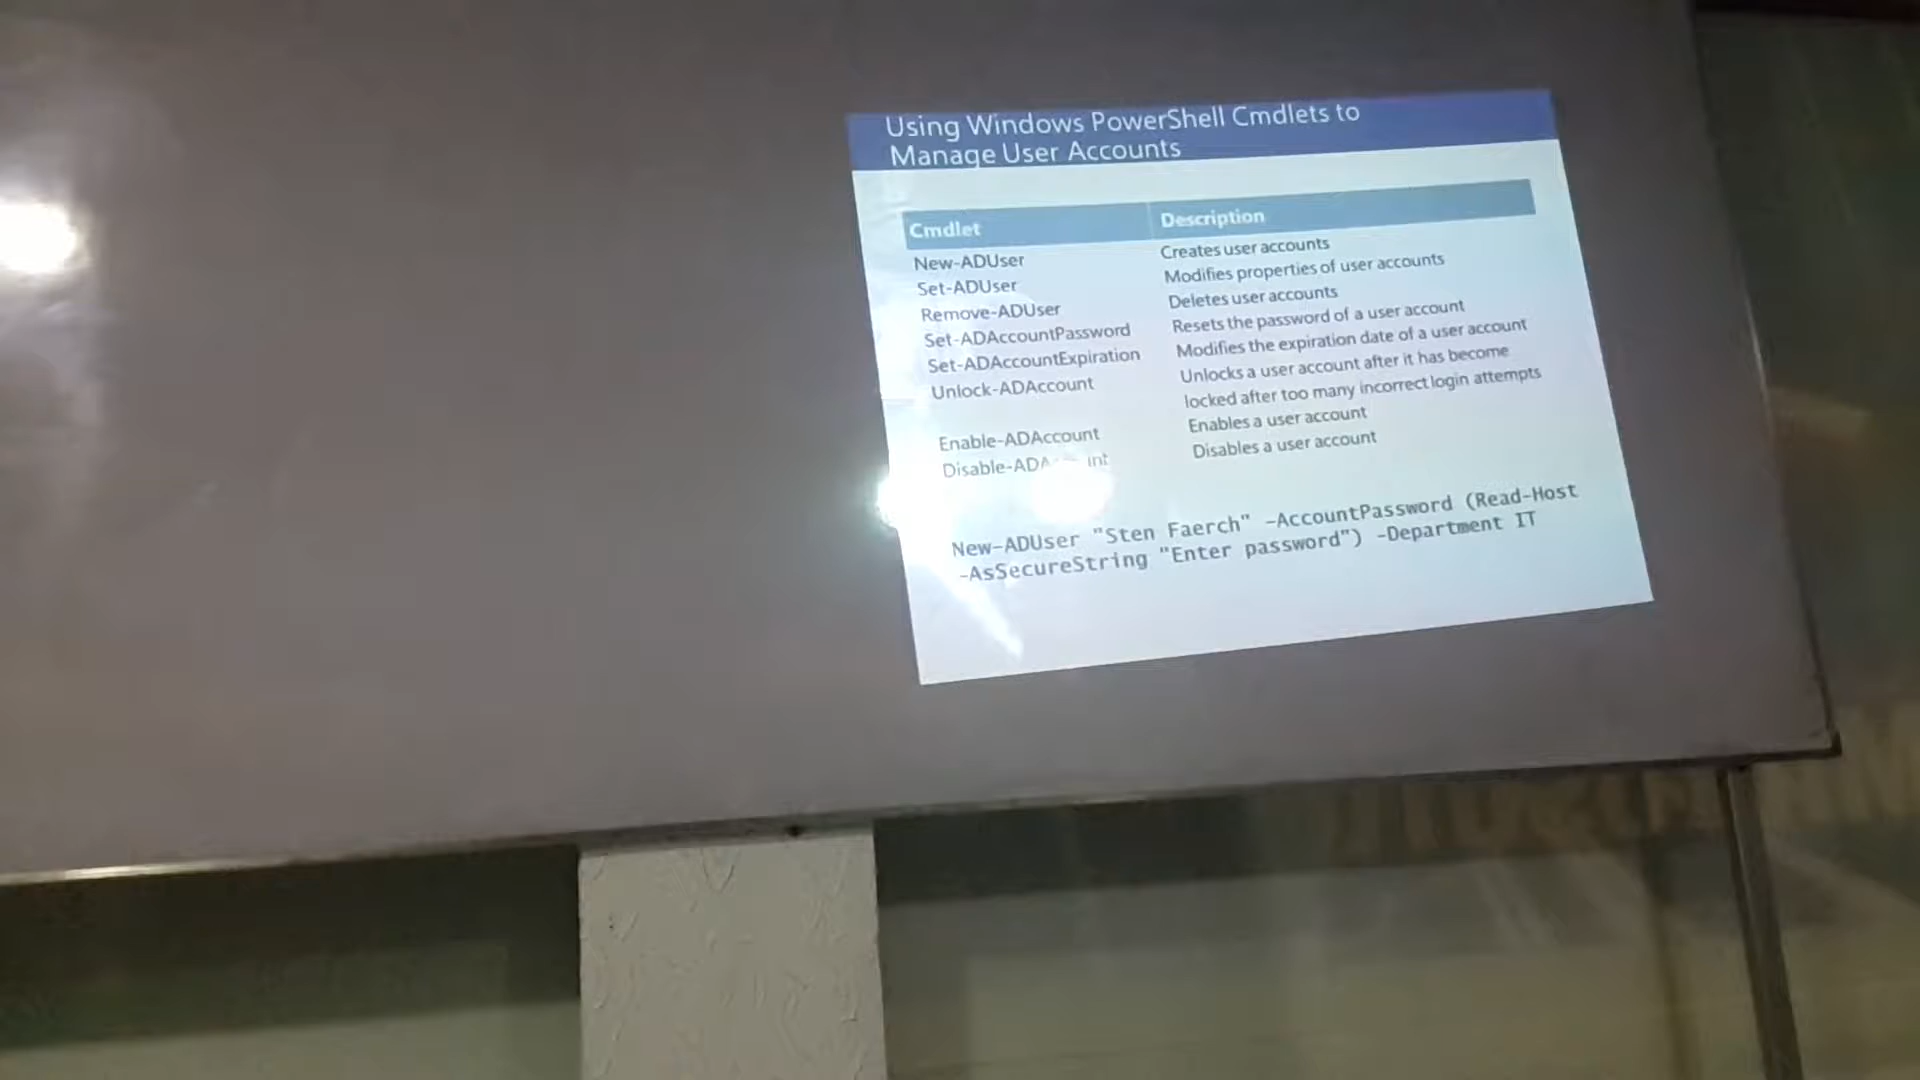 Using Windows PowerShell Cmdlets to
Manage User Accounts
Cmdlet Description
New-ADUser Creates user accounts
Set-ADUser Modifies properties of user accounts
Remove-ADUser Deletes user accounts
Set-ADAccountPassword Resets the password of a user account
Set-ADAccountExpiration Modifies the expiration date of a user account
Unlock-ADAccount Unlocks a user account after it has become
locked after too many incorrect login attempts
Enable-ADAccount Enables a user account
Disable-ADA nt Disables a user account
New-ADUser "Sten Faerch" –AccountPassword (Read-Host
–AsSecureString "Enter password") -Department IT